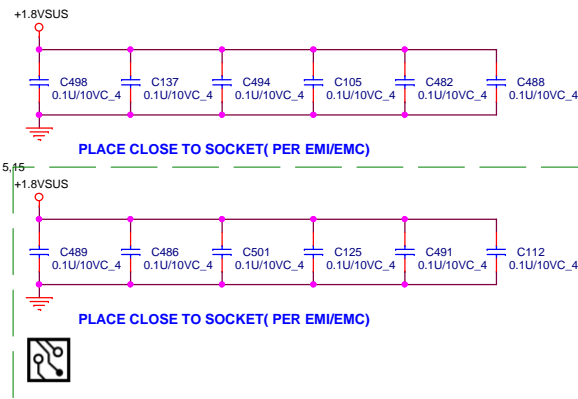 +1.8VSUS
C498 C137 C494 C105 C482 C488
0.1U/10VC_4 0.1U/10VC_4 0.1U/10VC_4 0.1U/10VC_4 0.1U/10VC_4 0.1U/10VC_4
PLACE CLOSE TO SOCKET( PER EMI/EMC)
5,15
+1.8VSUS
C489 C486 C501 C125 C491 C112
0.1U/10VC_4 0.1U/10VC_4 0.1U/10VC_4 0.1U/10VC_4 0.1U/10VC_4 0.1U/10VC_4
PLACE CLOSE TO SOCKET( PER EMI/EMC)